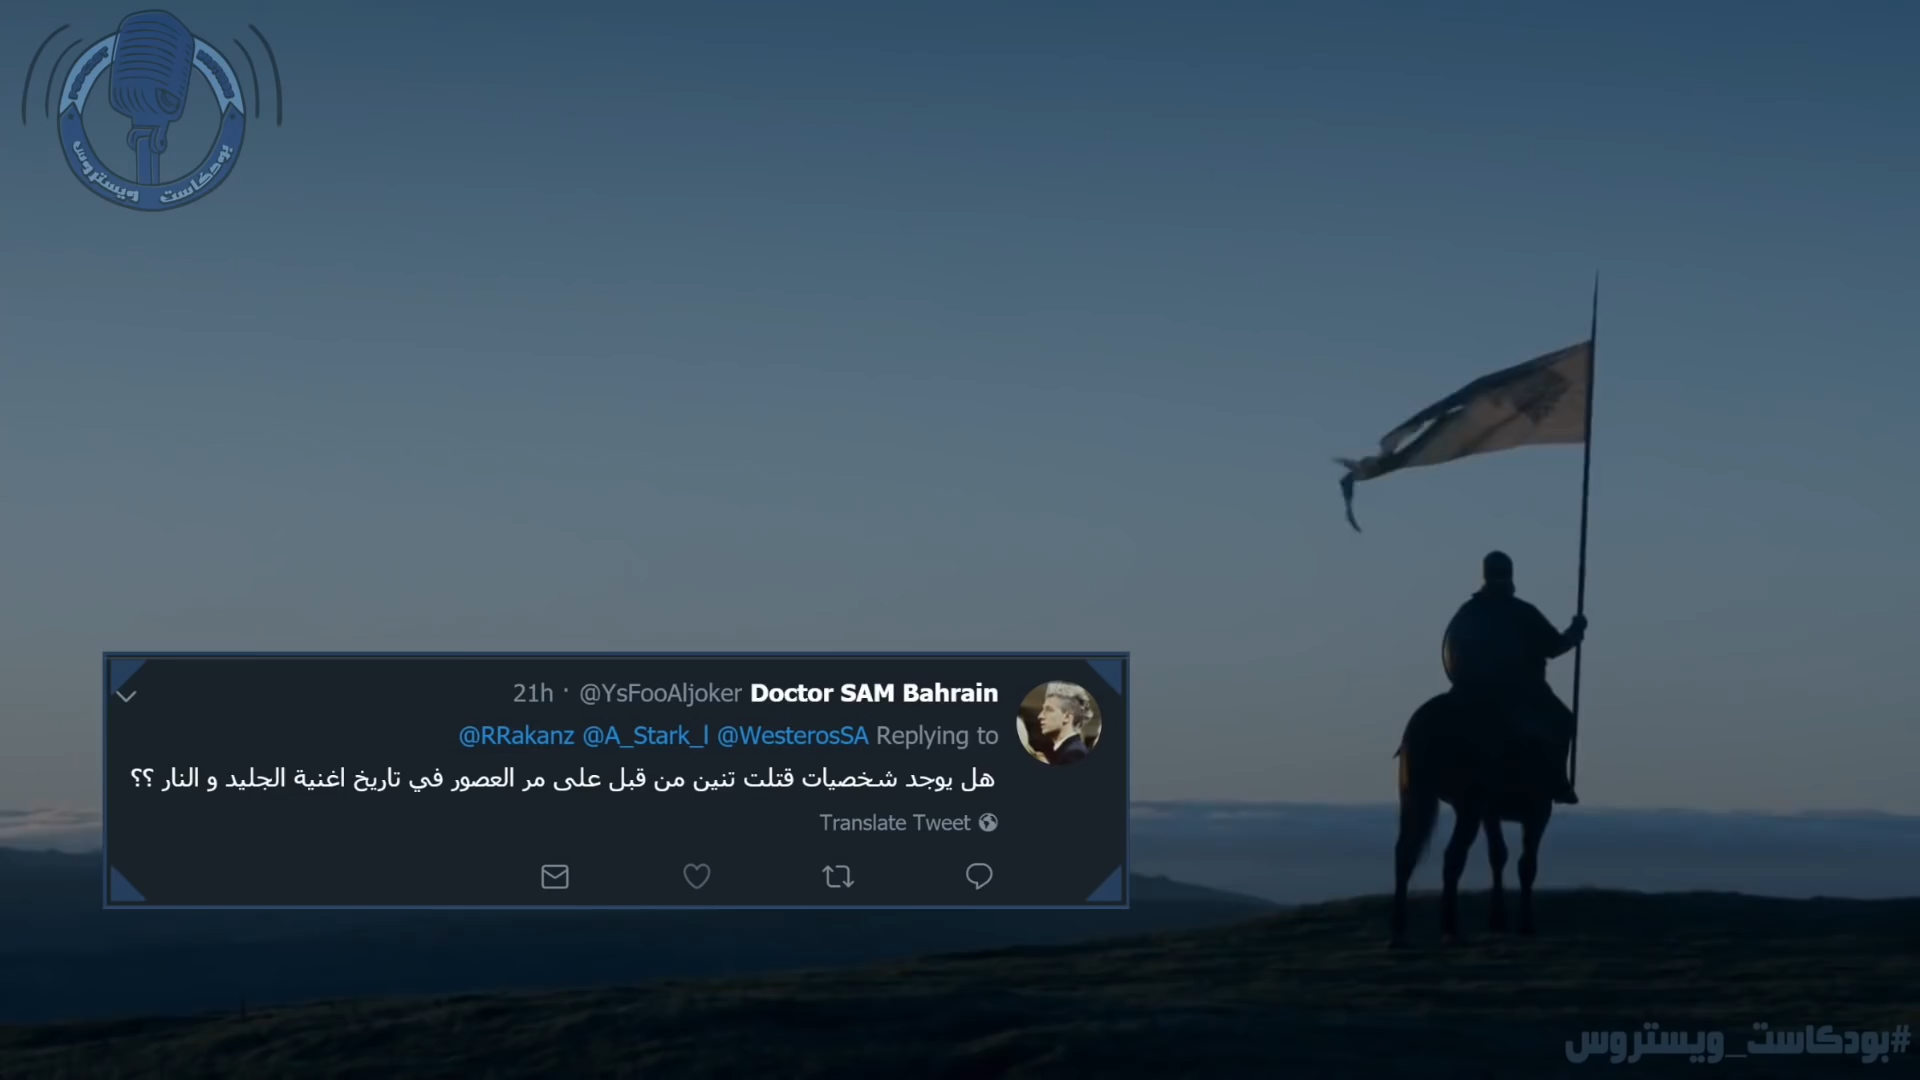 بودكاست ويستروس
Doctor SAM Bahrain @YsFooAljoker · 21h
Replying to @WesterosSA @A_Stark_l @RRakanz
هل يوجد شخصيات قتلت تنين من قبل على مر العصور في تاريخ اغنية الجليد و النار ؟؟
Translate Tweet
#بودكاست_ويستروس